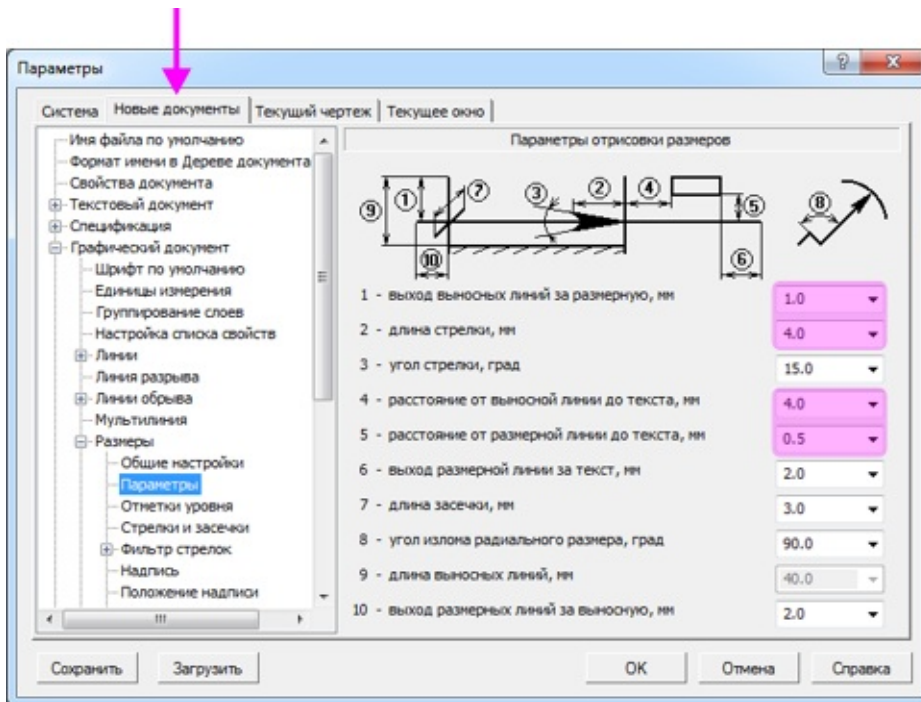 Параметры
Система Новые документы Текущий чертеж Текущее окно
Имя файла по умолчанию
Формат имени в Дереве документа
Свойства документа
Текстовый документ
Спецификация
Графический документ
Шрифт по умолчанию
Единицы измерения
Группирование слоев
Настройка списка свойств
Линии
Линия разрыва
Линии обрыва
Мультилиния
Размеры
Общие настройки
Параметры
Отметки уровня
Стрелки и засечки
Фильтр стрелок
Надпись
Положение надписи
Параметры отрисовки размеров
9 1 7 3 2 4 5 8
10 6
1 - выход выносных линий за размерную, мм 1.0
2 - длина стрелки, мм 4.0
3 - угол стрелки, град 15.0
4 - расстояние от выносной линии до текста, мм 4.0
5 - расстояние от размерной линии до текста, мм 0.5
6 - выход размерной линии за текст, мм 2.0
7 - длина засечки, мм 3.0
8 - угол излома радиального размера, град 90.0
9 - длина выносных линий, мм 40.0
10 - выход размерных линий за выносную, мм 2.0
Сохранить Загрузить OK Отмена Справка